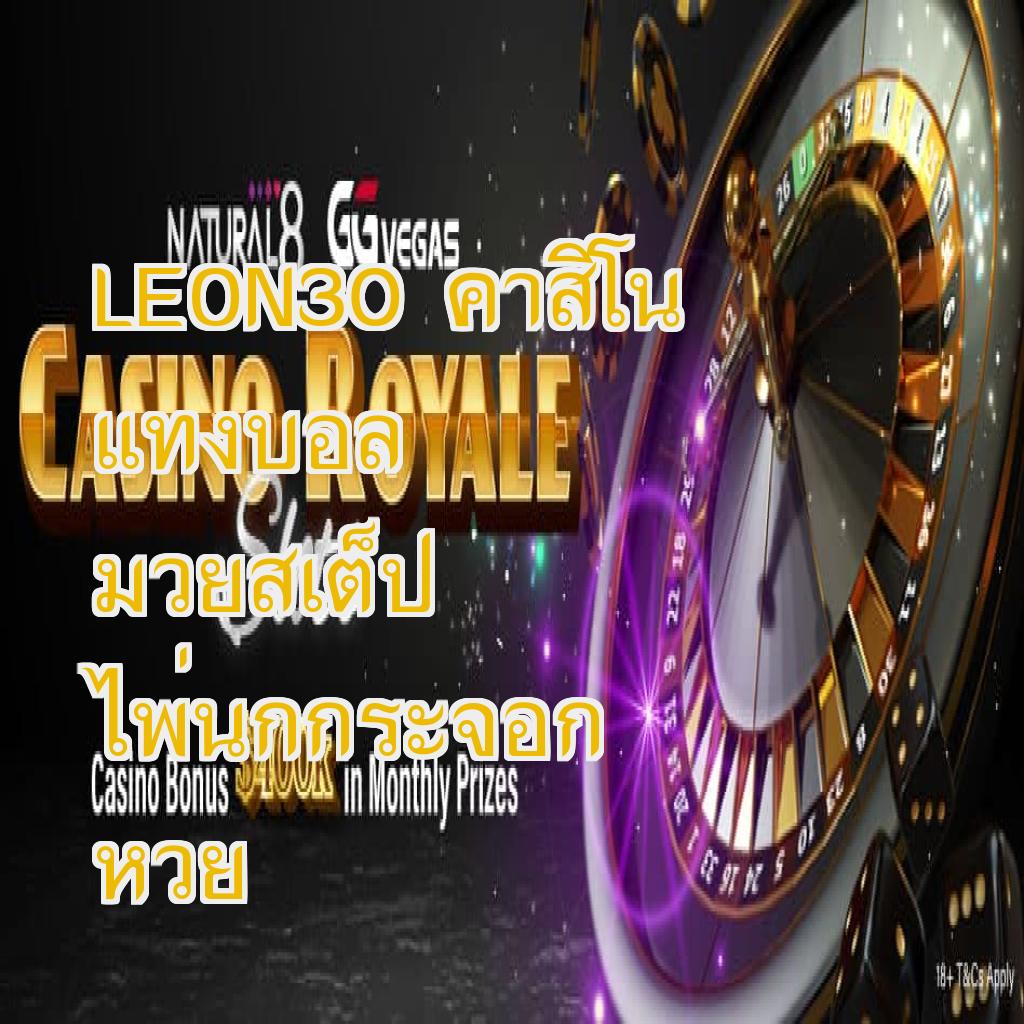 NATURAL8 GGVEGAS
LEON30 คาสิโน
CASINO ROYALE
แทงบอล
Slots
มวยสเต็ป
ไพ่นกกระจอก
Casino Bonus $400K in Monthly Prizes
หวย
18+ T&Cs Apply